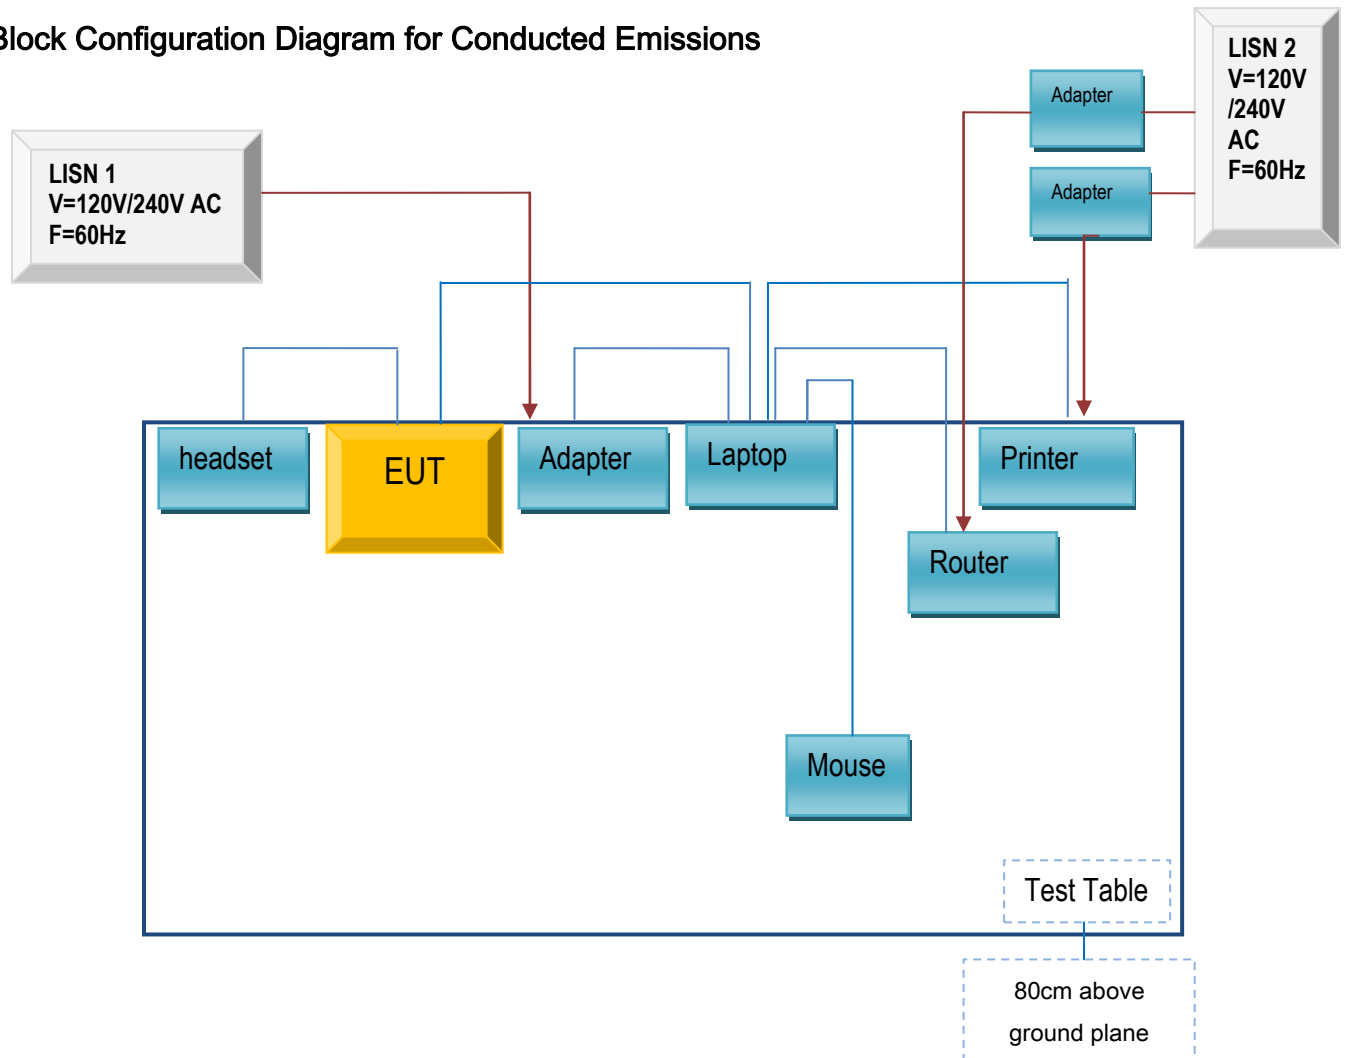 Block Configuration Diagram for Conducted Emissions
LISN 2
V=120V
/240V
AC
F=60Hz
Adapter
Adapter
LISN 1
V=120V/240V AC
F=60Hz
headset
EUT
Adapter
Laptop
Printer
Router
Mouse
Test Table
80cm above
ground plane